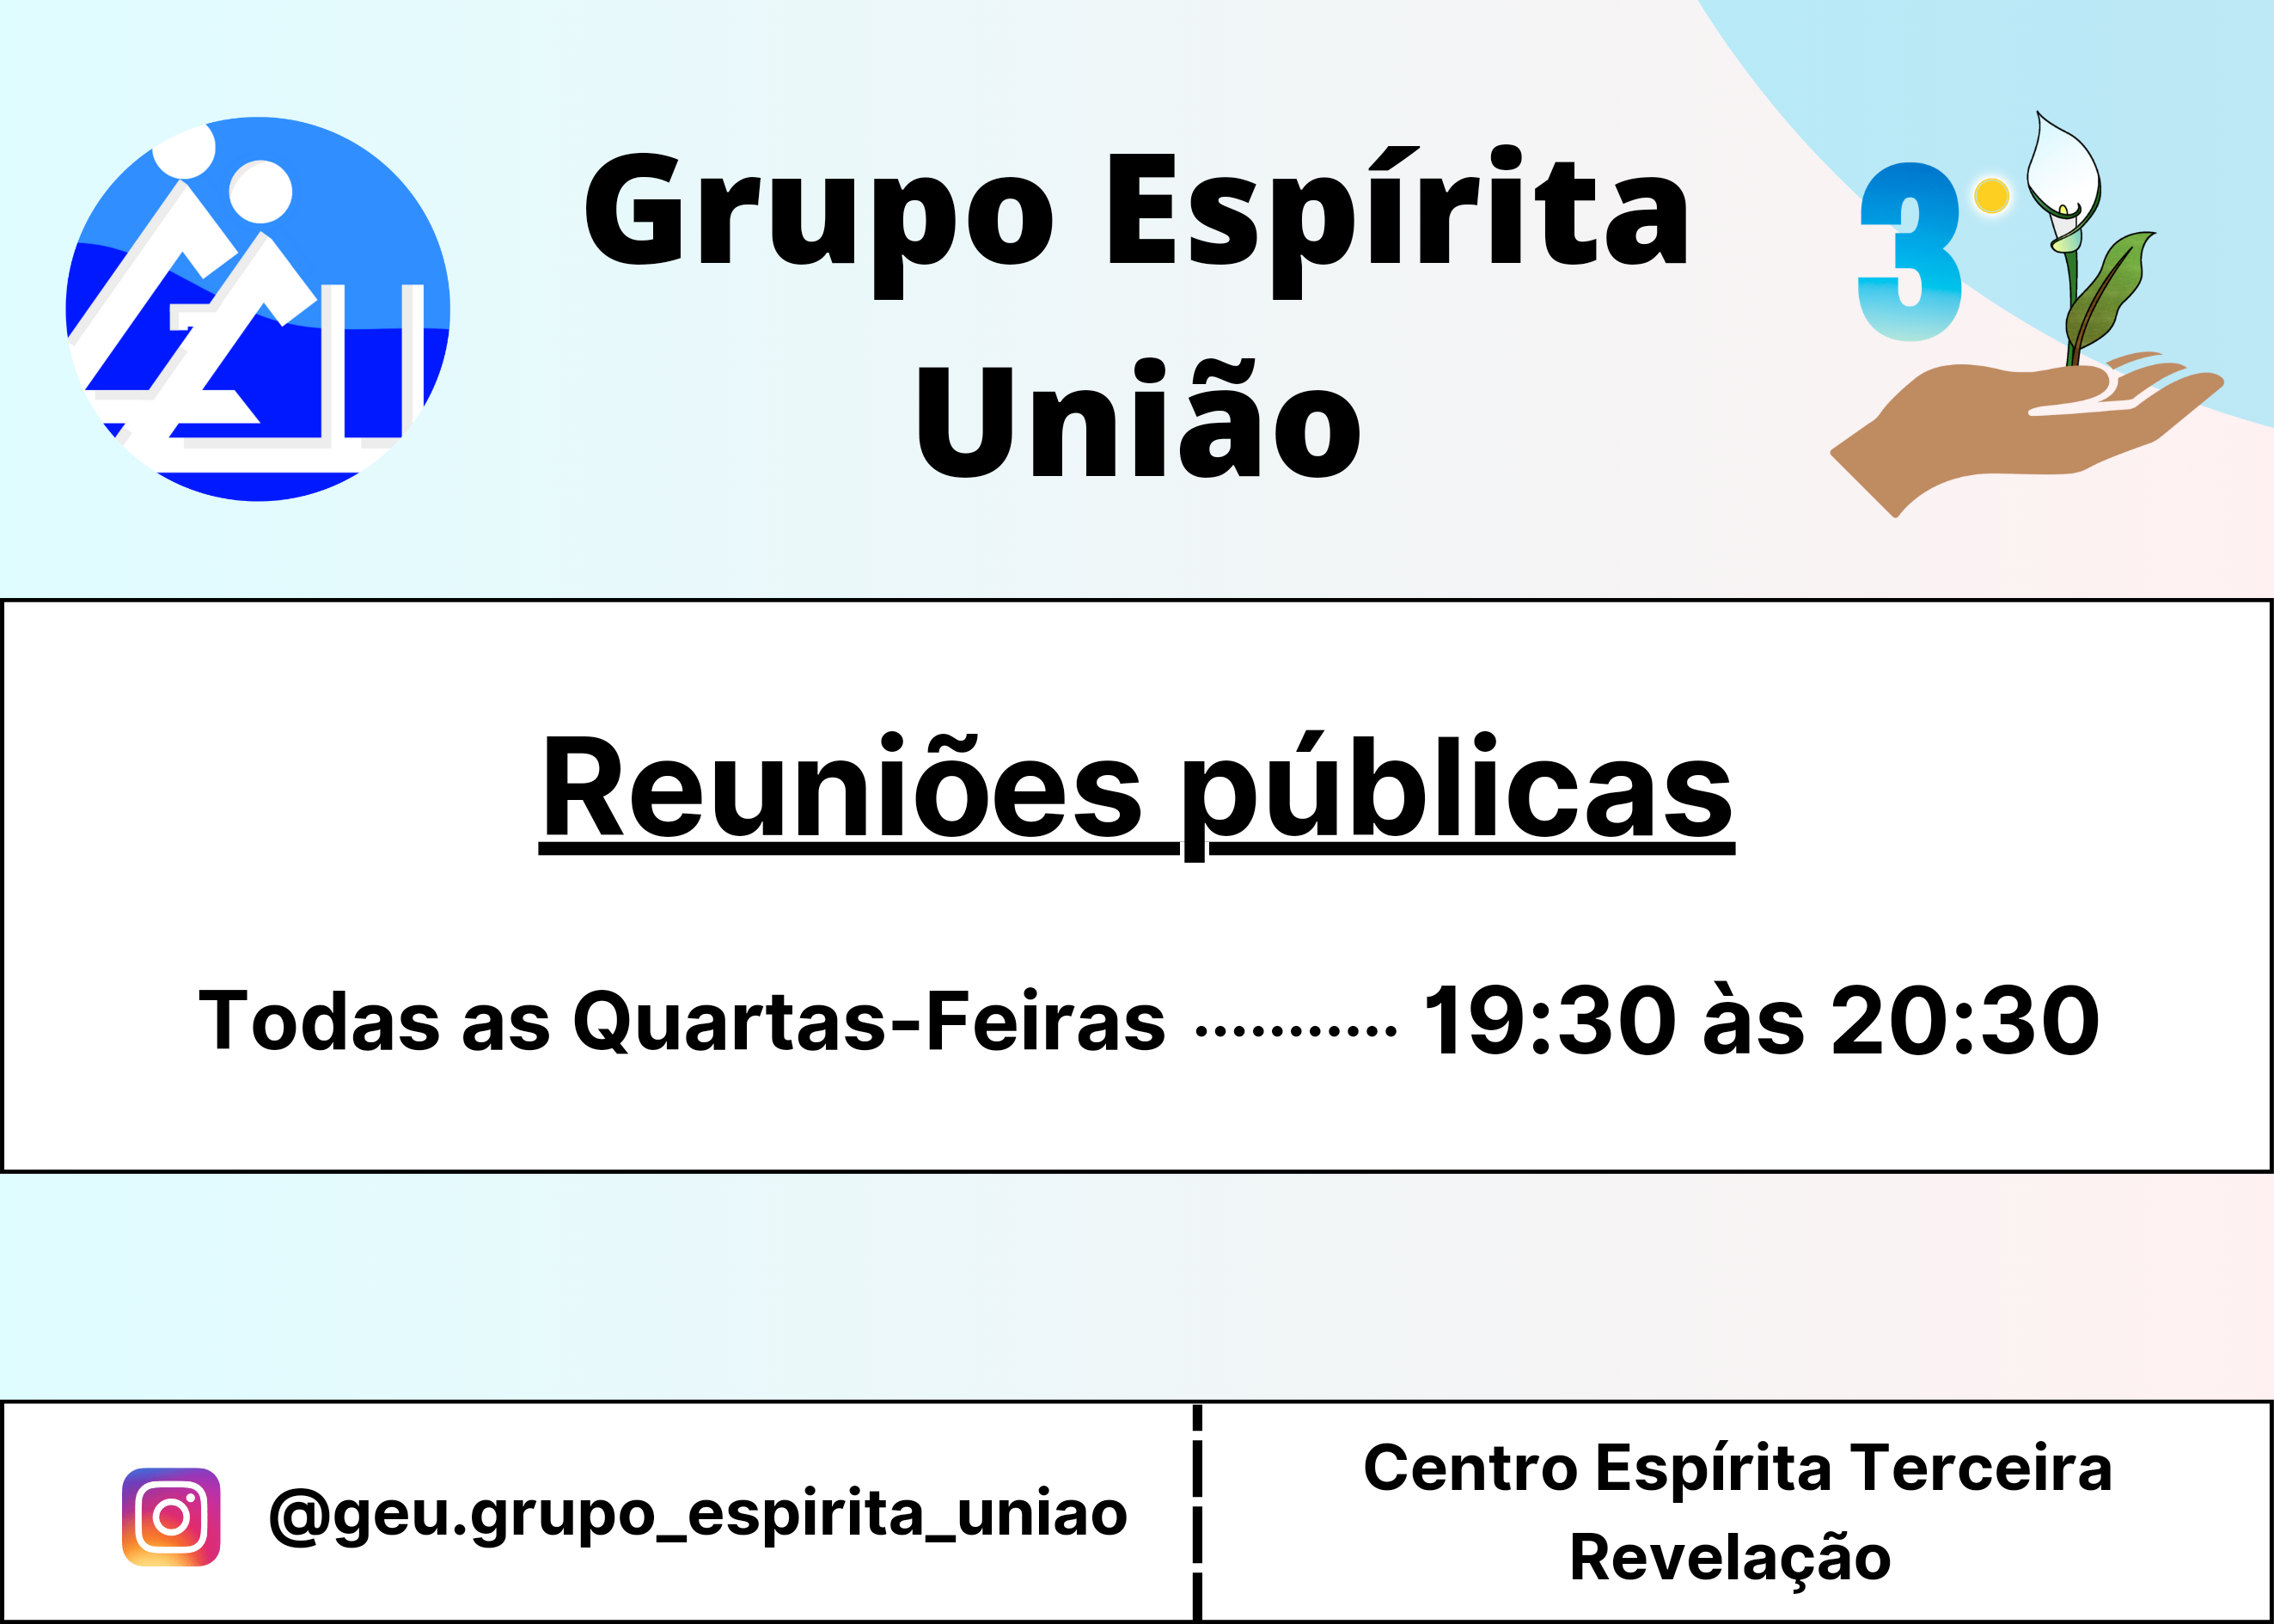 Grupo Espírita
União
3
Reuniões públicas
Todas as Quartas-Feiras ........... 19:30 às 20:30
@geu.grupo_espirita_uniao
Centro Espírita Terceira
Revelação